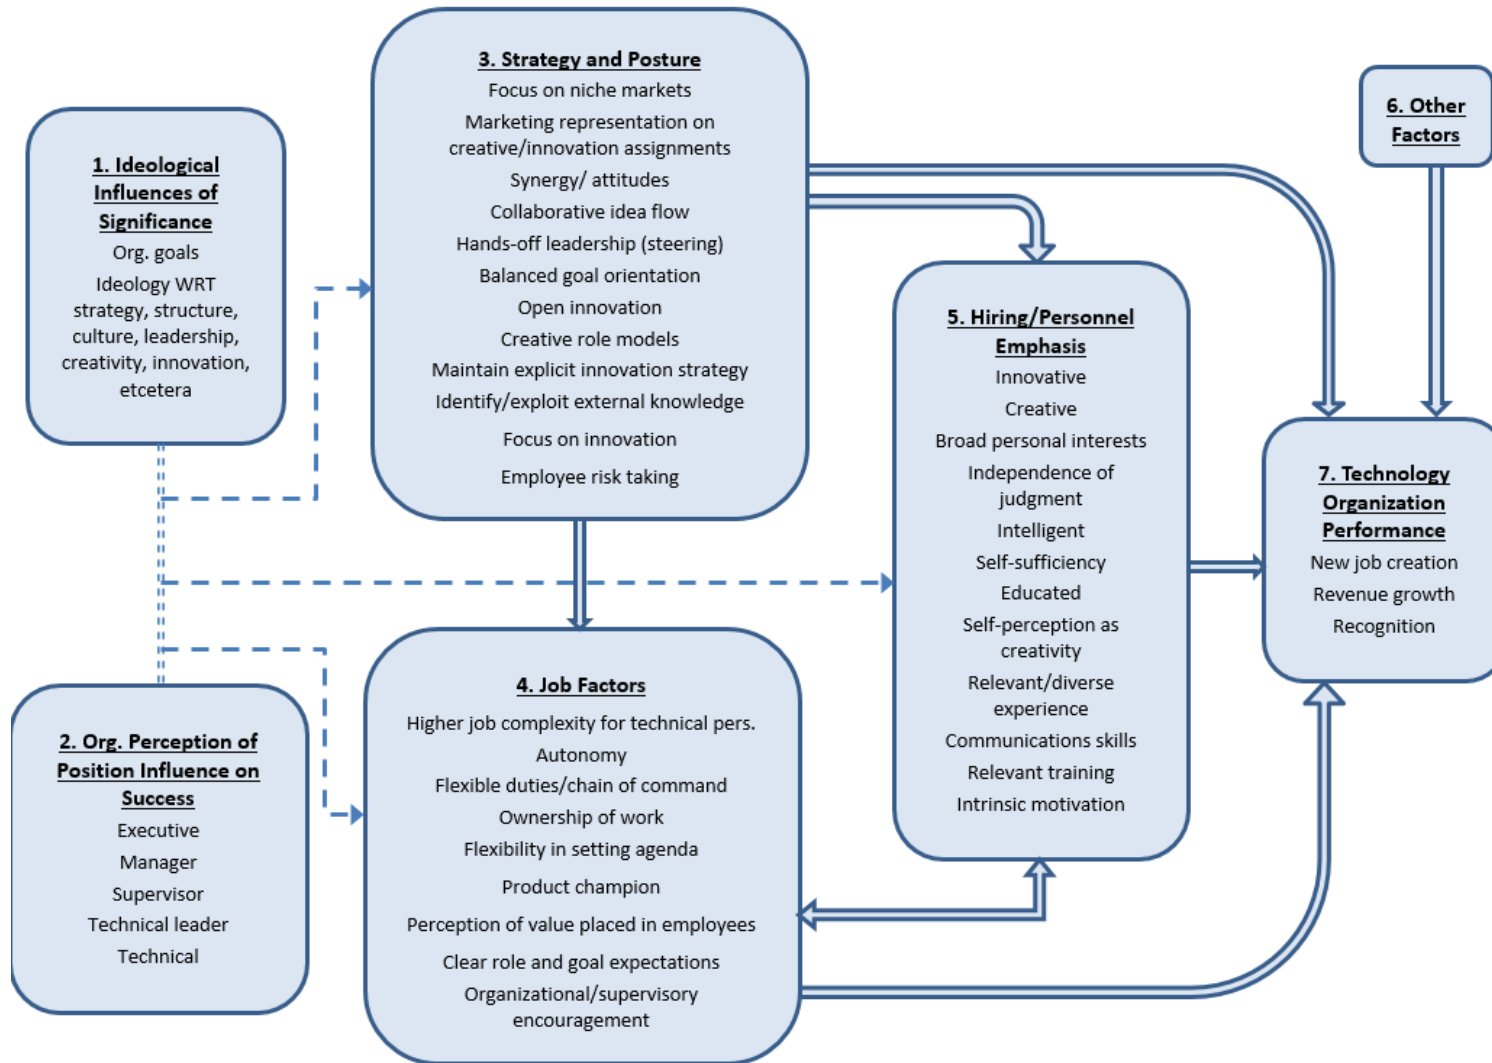 1. Ideological
Influences of
Significance
Org. goals
Ideology WRT
strategy, structure,
culture, leadership,
creativity, innovation,
etcetera
2. Org. Perception of
Position Influence on
Success
Executive
Manager
Supervisor
Technical leader
Technical
3. Strategy and Posture
Focus on niche markets
Marketing representation on
creative/innovation assignments
Synergy/ attitudes
Collaborative idea flow
Hands-off leadership (steering)
Balanced goal orientation
Open innovation
Creative role models
Maintain explicit innovation strategy
Identify/exploit external knowledge
Focus on innovation
Employee risk taking
4. Job Factors
Higher job complexity for technical pers.
Autonomy
Flexible duties/chain of command
Ownership of work
Flexibility in setting agenda
Product champion
Perception of value placed in employees
Clear role and goal expectations
Organizational/supervisory
encouragement
5. Hiring/Personnel
Emphasis
Innovative
Creative
Broad personal interests
Independence of
judgment
Intelligent
Self-sufficiency
Educated
Self-perception as
creativity
Relevant/diverse
experience
Communications skills
Relevant training
Intrinsic motivation
6. Other
Factors
7. Technology
Organization
Performance
New job creation
Revenue growth
Recognition